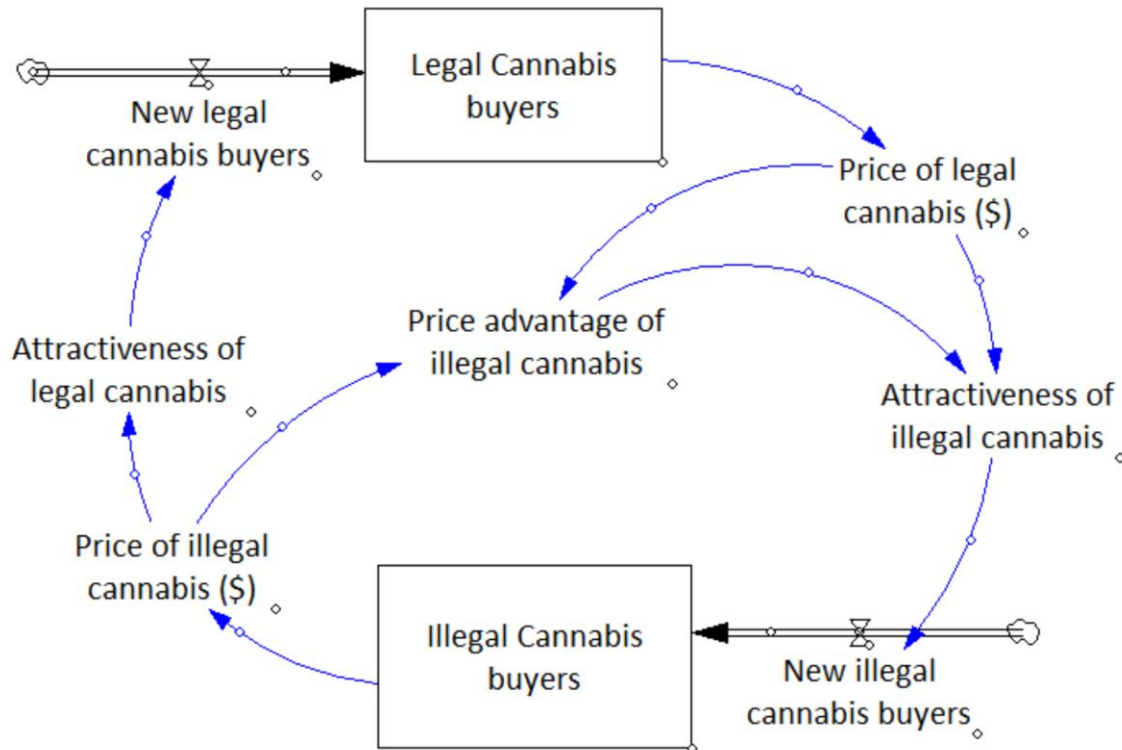 Legal Cannabis
buyers
New legal
cannabis buyers
Price of legal
cannabis ($)
Price advantage of
illegal cannabis
Attractiveness of
legal cannabis
Attractiveness of
illegal cannabis
Price of illegal
cannabis ($)
Illegal Cannabis
buyers
New illegal
cannabis buyers